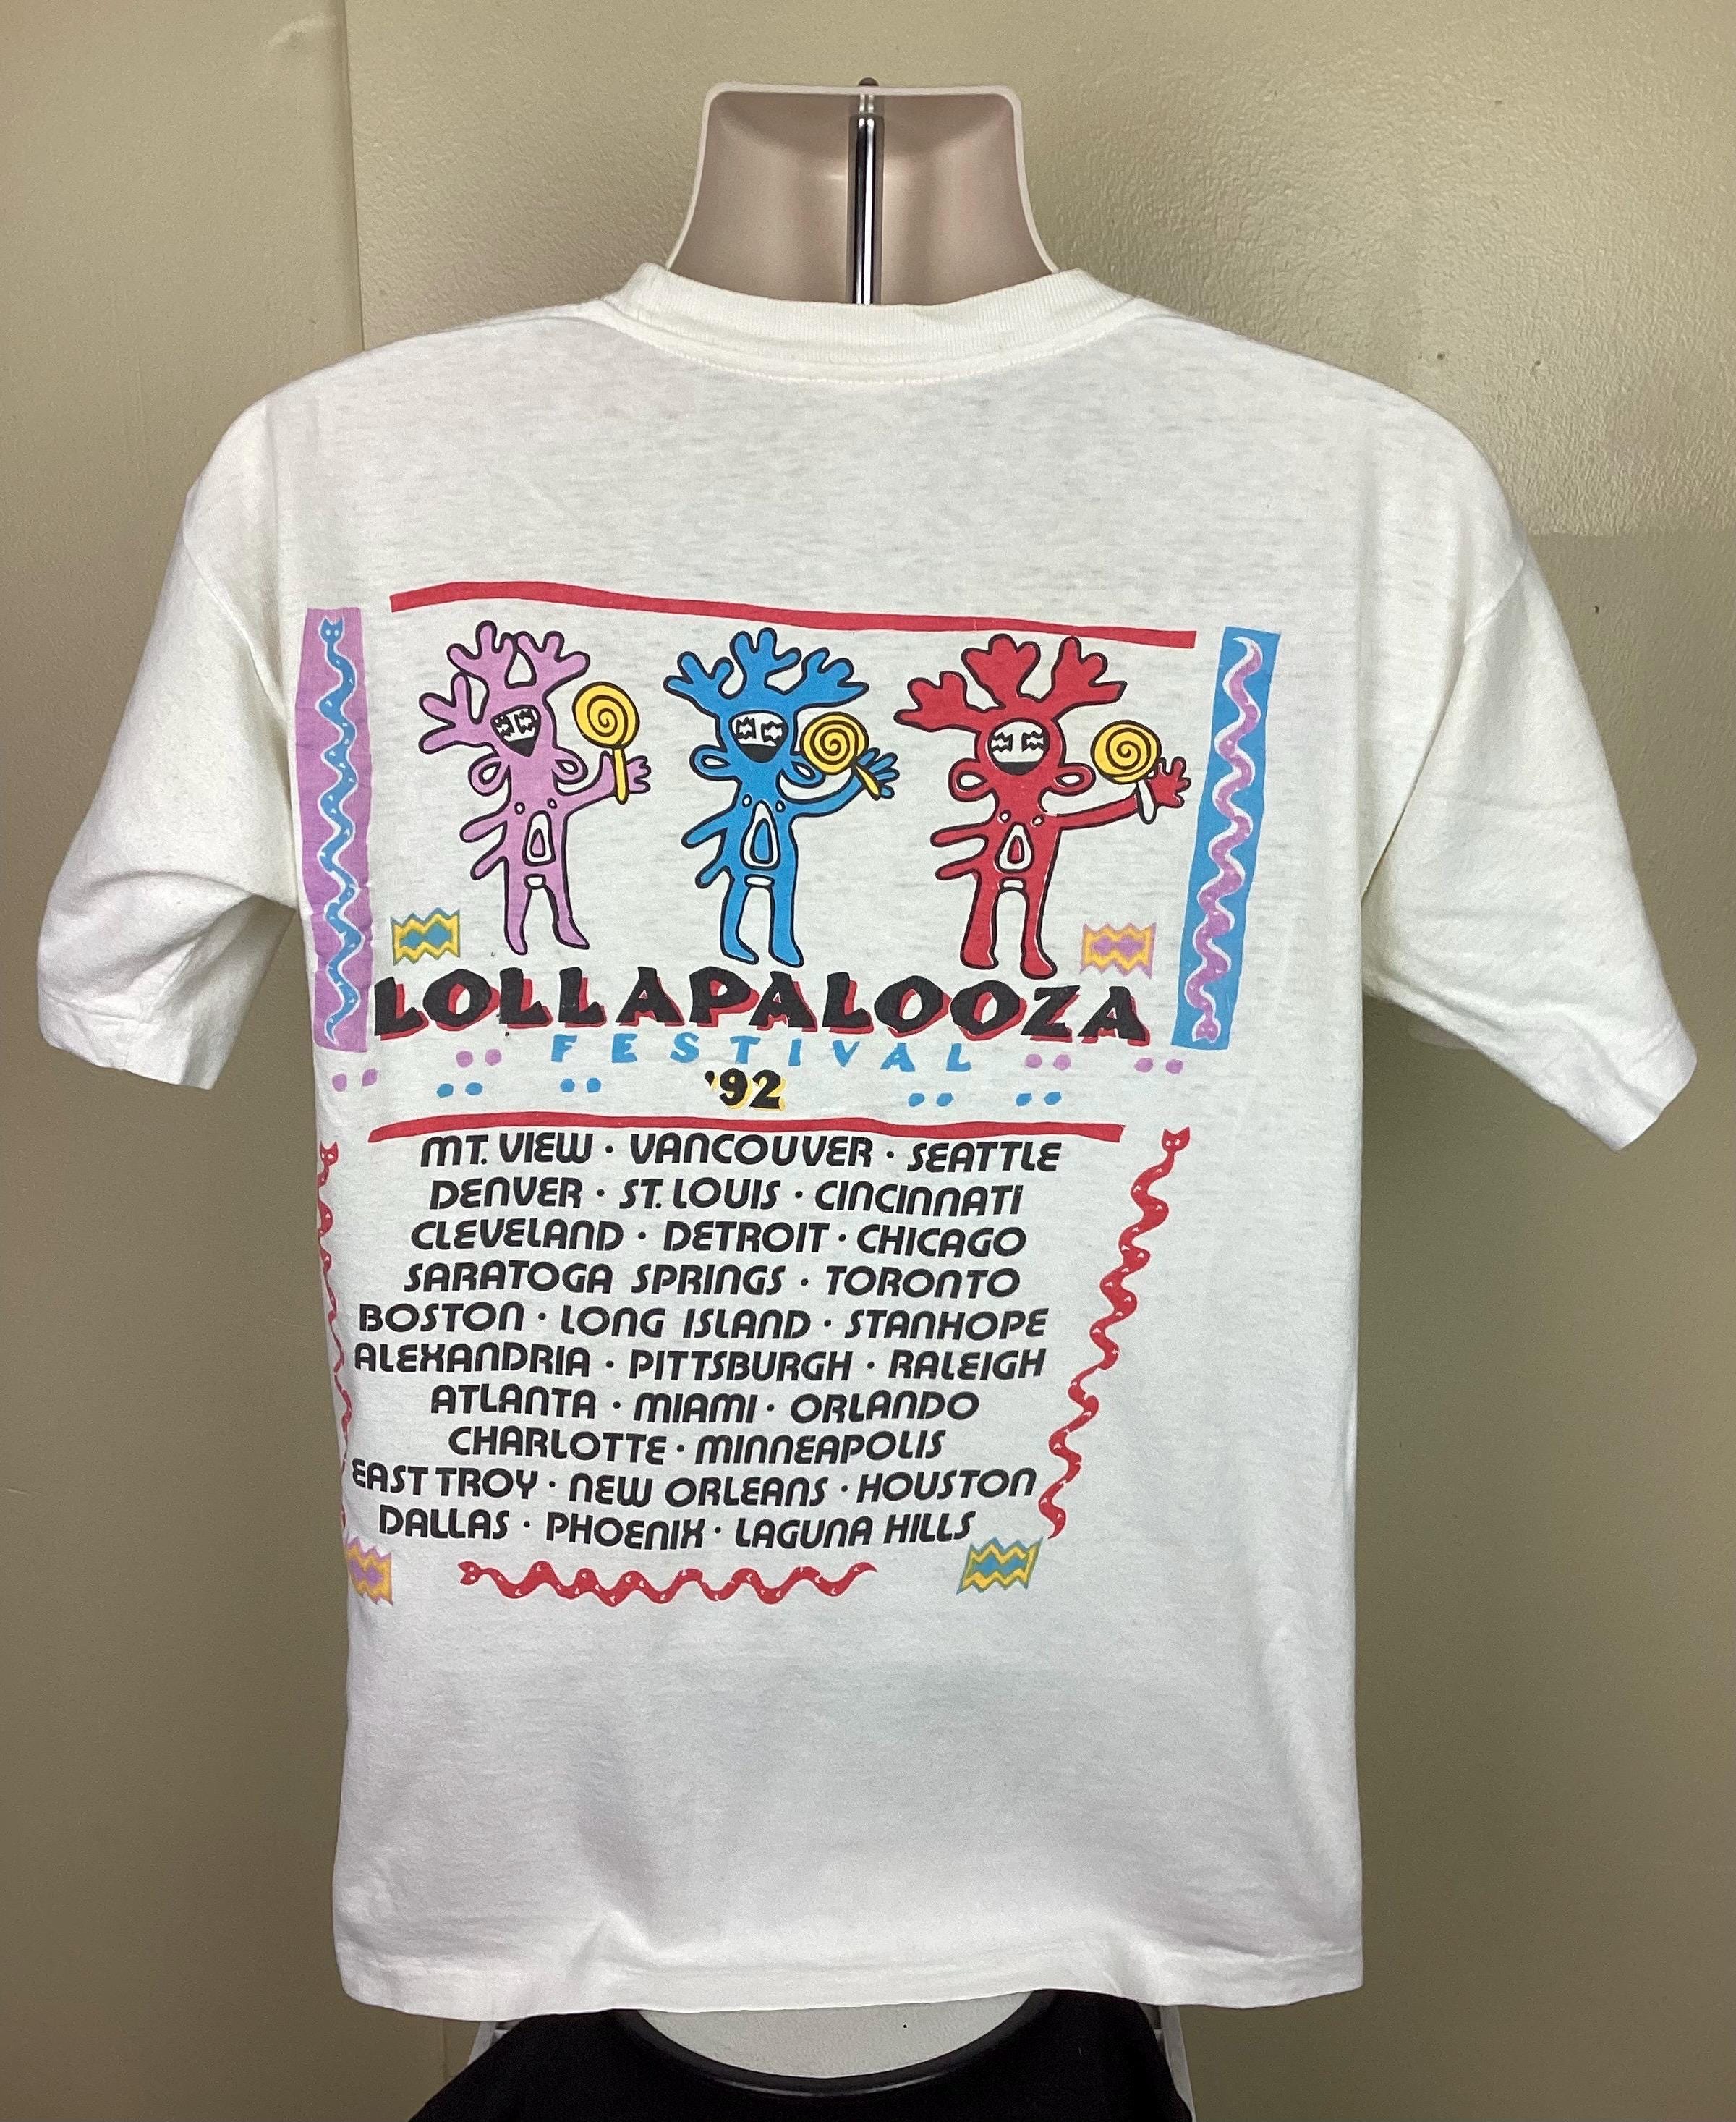 LOLLAPALOOZA
FESTIVAL
'92
MT. VIEW · VANCOUVER · SEATTLE
DENVER · ST. LOUIS · CINCINNATI
CLEVELAND · DETROIT · CHICAGO
SARATOGA SPRINGS · TORONTO
BOSTON · LONG ISLAND · STANHOPE
ALEXANDRIA · PITTSBURGH · RALEIGH
ATLANTA · MIAMI · ORLANDO
CHARLOTTE · MINNEAPOLIS
EAST TROY · NEW ORLEANS · HOUSTON
DALLAS · PHOENIX · LAGUNA HILLS